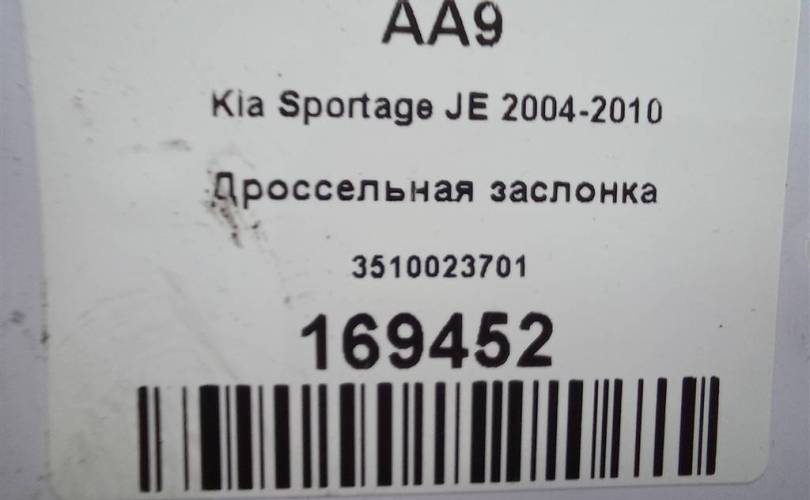 AA9
Kia Sportage JE 2004-2010
Дроссельная заслонка
3510023701
169452